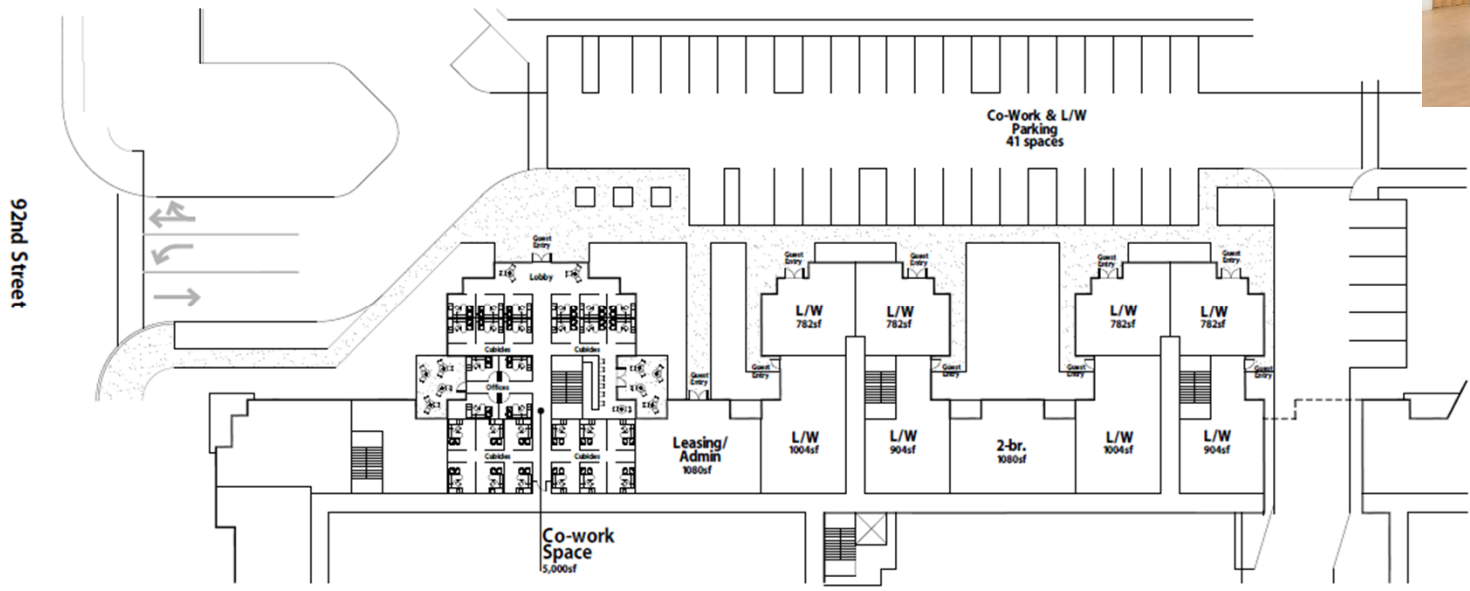 92nd Street
Co-Work & L/W
Parking
41 spaces
Guest
Entry
Lobby
Cubicles
Cubicles
Offices
Cubicles
Cubicles
Co-work
Space
5,000sf
Guest
Entry
Leasing/
Admin
1080sf
Guest
Entry
Guest
Entry
L/W
782sf
L/W
782sf
Guest
Entry
Guest
Entry
L/W
1004sf
L/W
904sf
2-br.
1080sf
Guest
Entry
Guest
Entry
L/W
782sf
L/W
782sf
Guest
Entry
Guest
Entry
L/W
1004sf
L/W
904sf